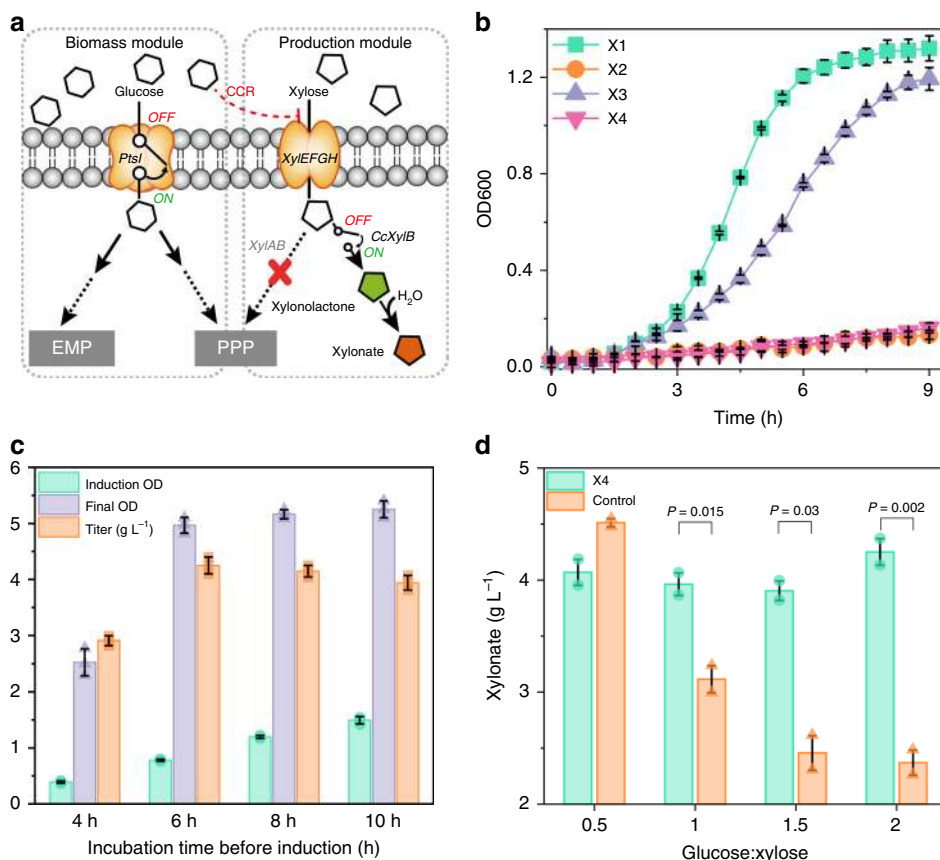 a
Biomass module
Production module
Glucose
CCR
Xylose
OFF
PtsI
XylEFGH
ON
OFF
XylAB
CcXylB
ON
Xylonolactone
H2O
EMP
PPP
Xylonate
b
X1
X2
X3
X4
OD600
1.2
0.8
0.4
0.0
0
3
6
9
Time (h)
c
Induction OD
Final OD
Titer (g L⁻¹)
6
5
4
3
2
1
0
4 h
6 h
8 h
10 h
Incubation time before induction (h)
d
X4
Control
P = 0.015
P = 0.03
P = 0.002
Xylonate (g L⁻¹)
5
4
3
2
0.5
1
1.5
2
Glucose:xylose